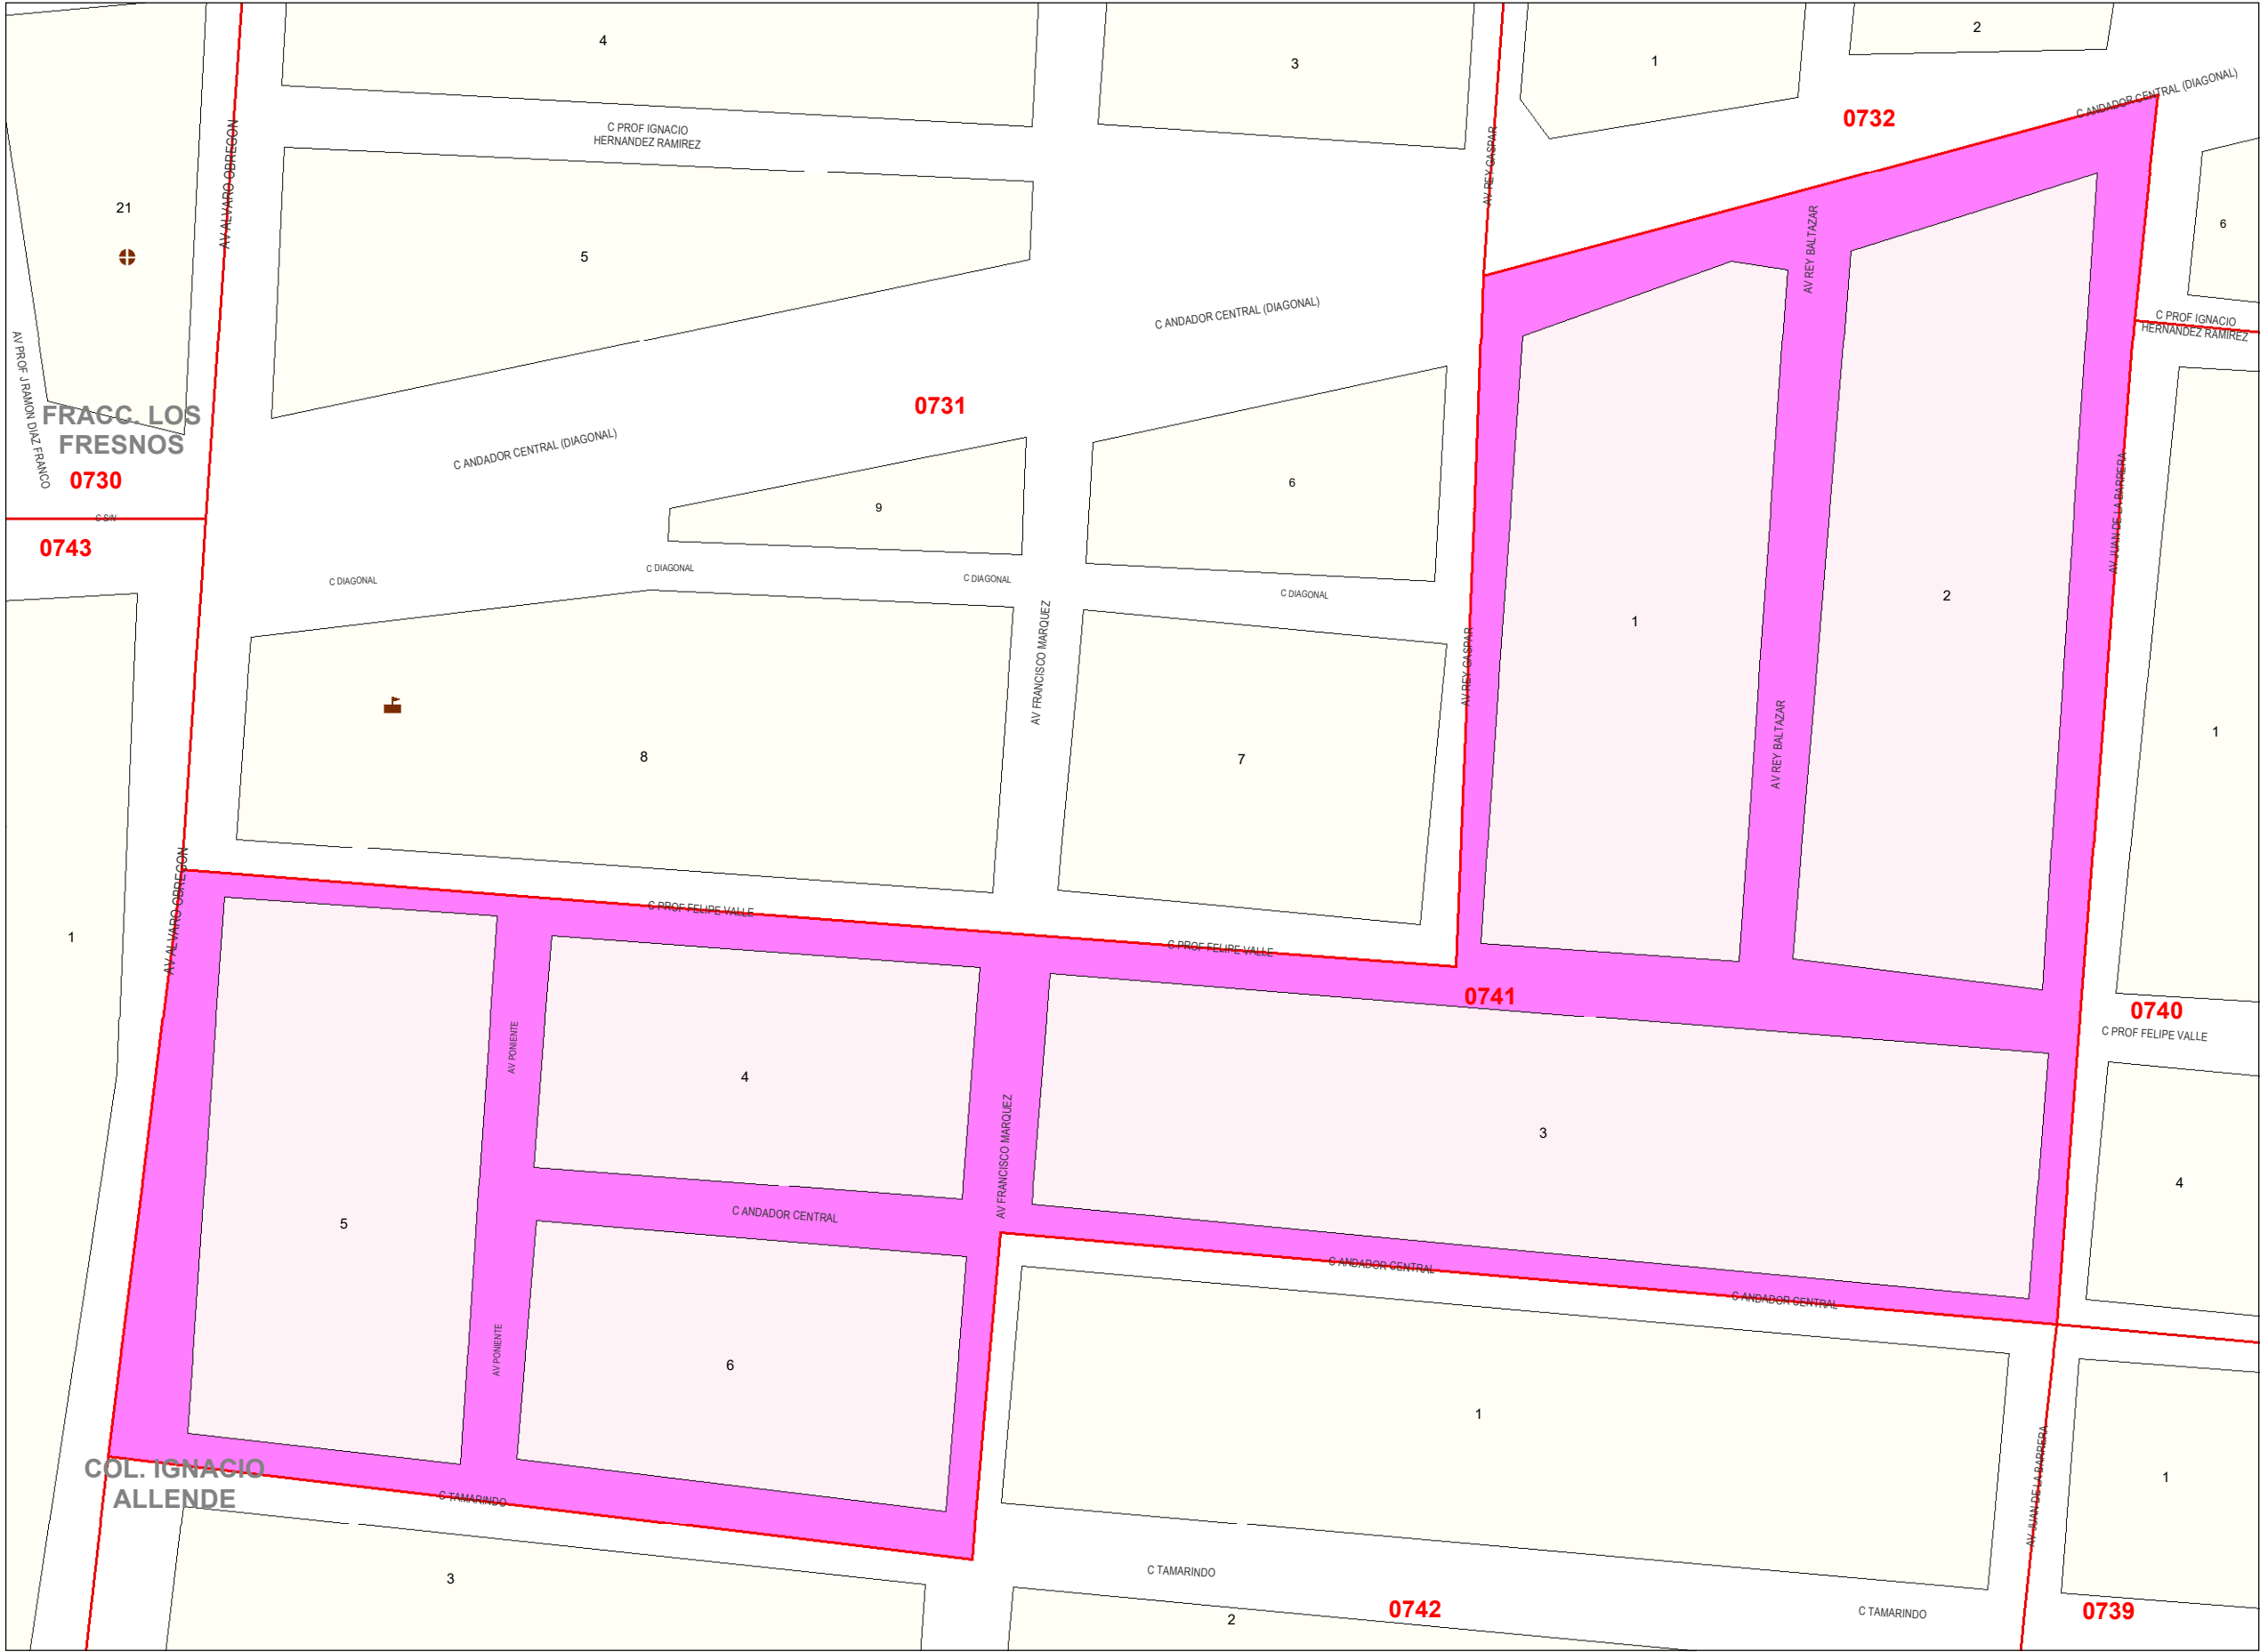 4
3
1
2
C ANDADOR CENTRAL (DIAGONAL)
0732
C PROF IGNACIO
HERNANDEZ RAMIREZ
AV ALVARO OBREGON
AV REY GASPAR
21
5
AV REY BALTAZAR
6
C ANDADOR CENTRAL (DIAGONAL)
C PROF IGNACIO
HERNANDEZ RAMIREZ
AV PROF J RAMON DIAZ FRANCO
FRACC. LOS
FRESNOS
0731
C ANDADOR CENTRAL (DIAGONAL)
0730
9
6
AV JUAN DE LA BARRERA
C S/N
0743
C DIAGONAL
C DIAGONAL
C DIAGONAL
C DIAGONAL
1
2
AV FRANCISCO MARQUEZ
AV REY GASPAR
8
7
AV REY BALTAZAR
1
AV ALVARO OBREGON
1
C PROF FELIPE VALLE
C PROF FELIPE VALLE
0741
0740
C PROF FELIPE VALLE
AV PONIENTE
4
AV FRANCISCO MARQUEZ
3
4
5
C ANDADOR CENTRAL
C ANDADOR CENTRAL
C ANDADOR CENTRAL
AV PONIENTE
6
1
COL. IGNACIO
ALLENDE
C TAMARINDO
AV JUAN DE LA BARRERA
1
3
C TAMARINDO
2
0742
C TAMARINDO
0739